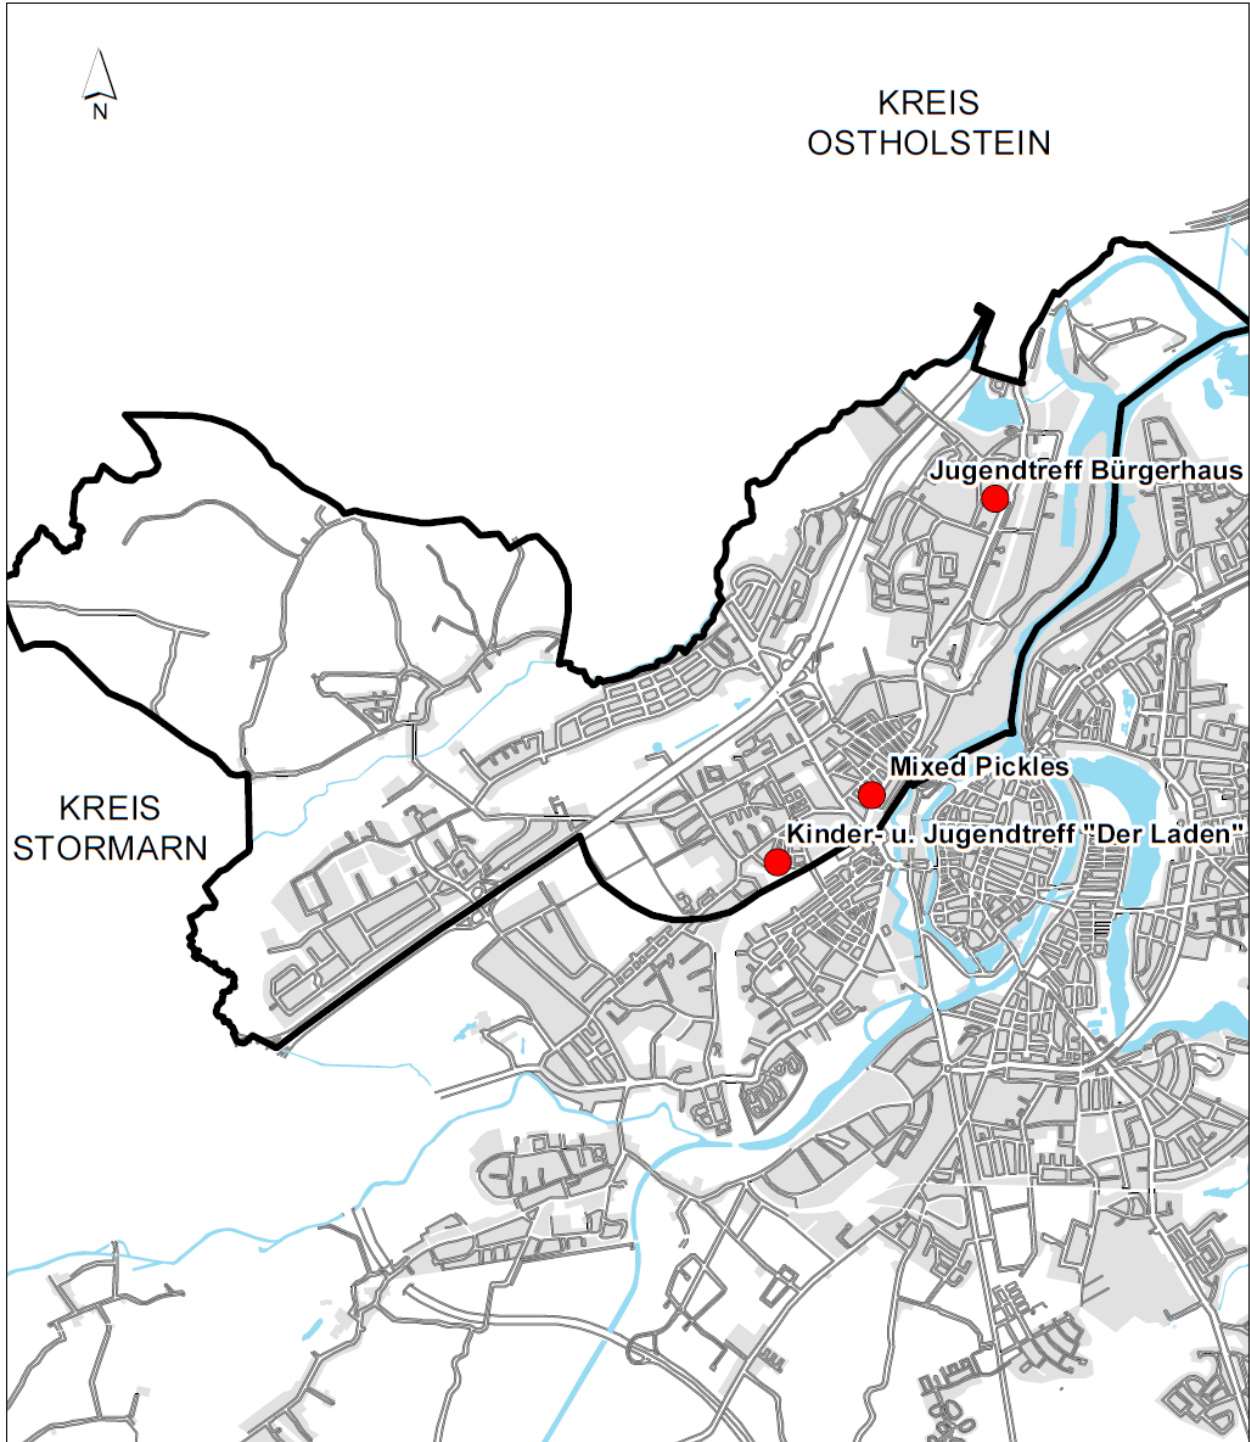 N
KREIS
OSTHOLSTEIN
Jugendtreff Bürgerhaus
Mixed Pickles
KREIS
STORMARN
Kinder- u. Jugendtreff "Der Laden"